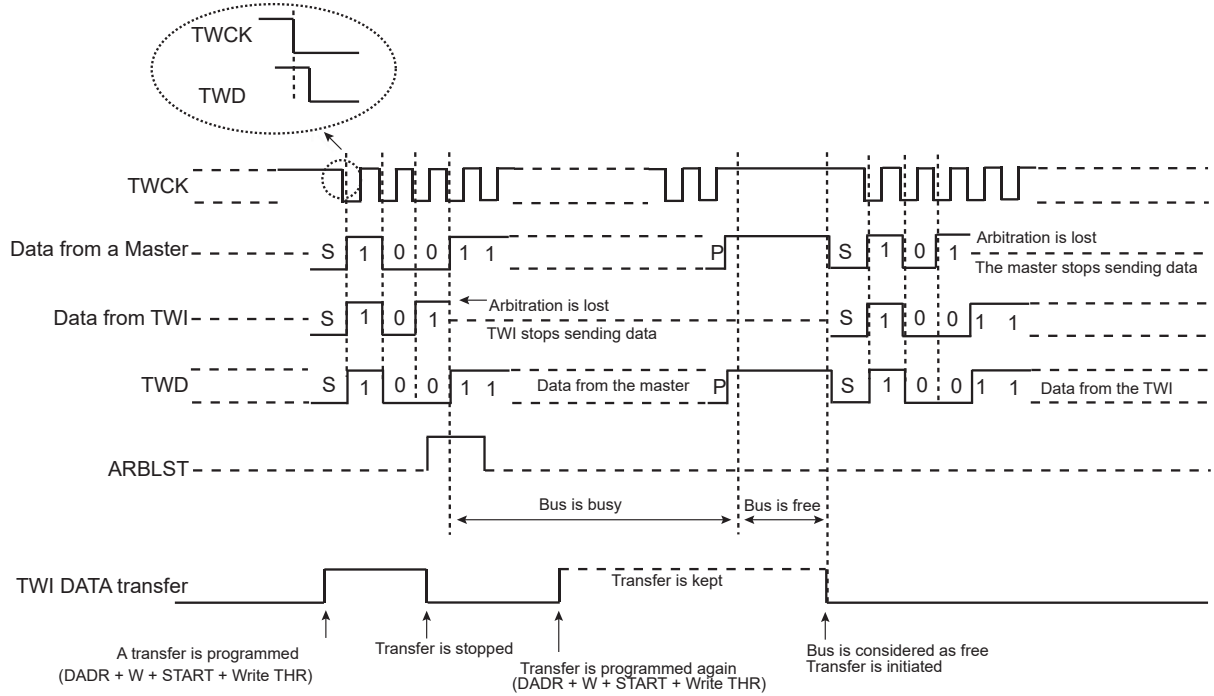 TWCK
TWD
TWCK
Data from a Master S 1 0 0 1 1 P S 1 0 1 Arbitration is lost
The master stops sending data
Data from TWI S 1 0 1 Arbitration is lost S 1 0 0 1 1
TWI stops sending data
TWD S 1 0 0 1 1 Data from the master P S 1 0 0 1 1 Data from the TWI
ARBLST
Bus is busy Bus is free
TWI DATA transfer Transfer is kept
A transfer is programmed
(DADR + W + START + Write THR)
Transfer is stopped
Transfer is programmed again
(DADR + W + START + Write THR)
Bus is considered as free
Transfer is initiated